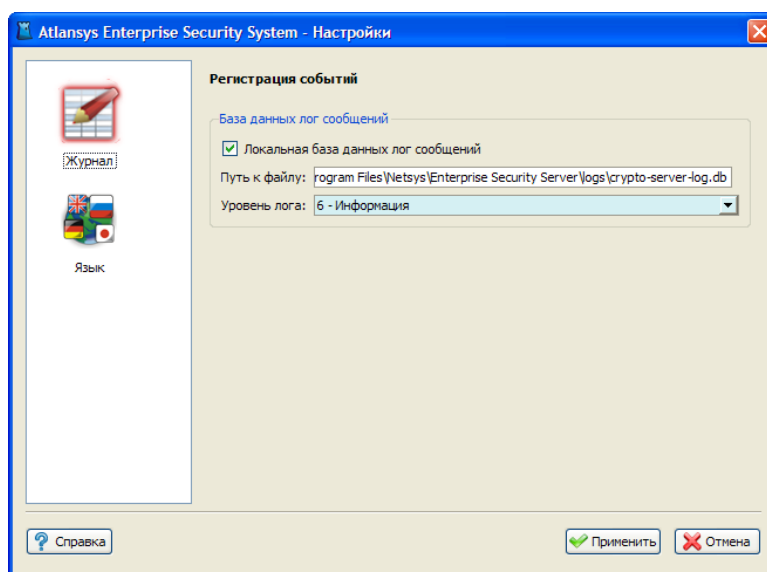 Atlansys Enterprise Security System - Настройки
Регистрация событий
База данных лог сообщений
Локальная база данных лог сообщений
Журнал
Путь к файлу: rogram Files\Netsys\Enterprise Security Server\logs\crypto-server-log.db
Уровень лога: 6 - Информация
Язык
Справка
Применить
Отмена